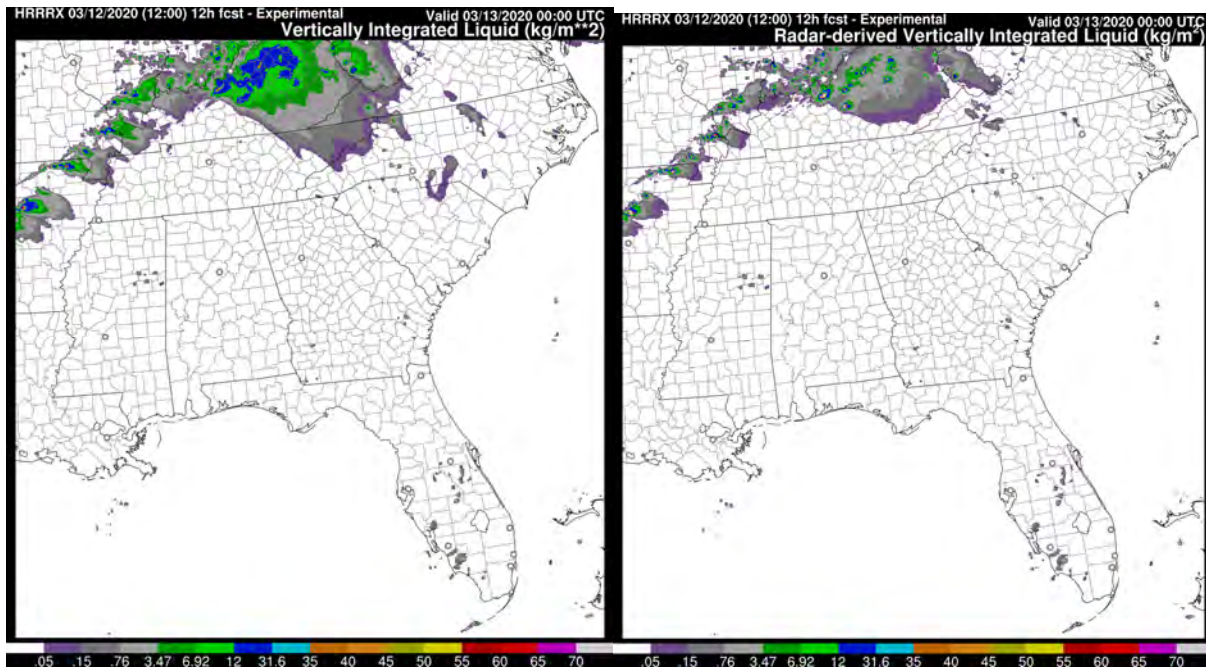 HRRRX 03/12/2020 (12:00) 12h fcst - Experimental
Valid 03/13/2020 00:00 UTC
Vertically Integrated Liquid (kg/m**2)
.05 .15 .76 3.47 6.92 12 31.6 35 40 45 50 55 60 65 70
HRRRX 03/12/2020 (12:00) 12h fcst - Experimental
Valid 03/13/2020 00:00 UTC
Radar-derived Vertically Integrated Liquid (kg/m²)
.05 .15 .76 3.47 6.92 12 31.6 35 40 45 50 55 60 65 70